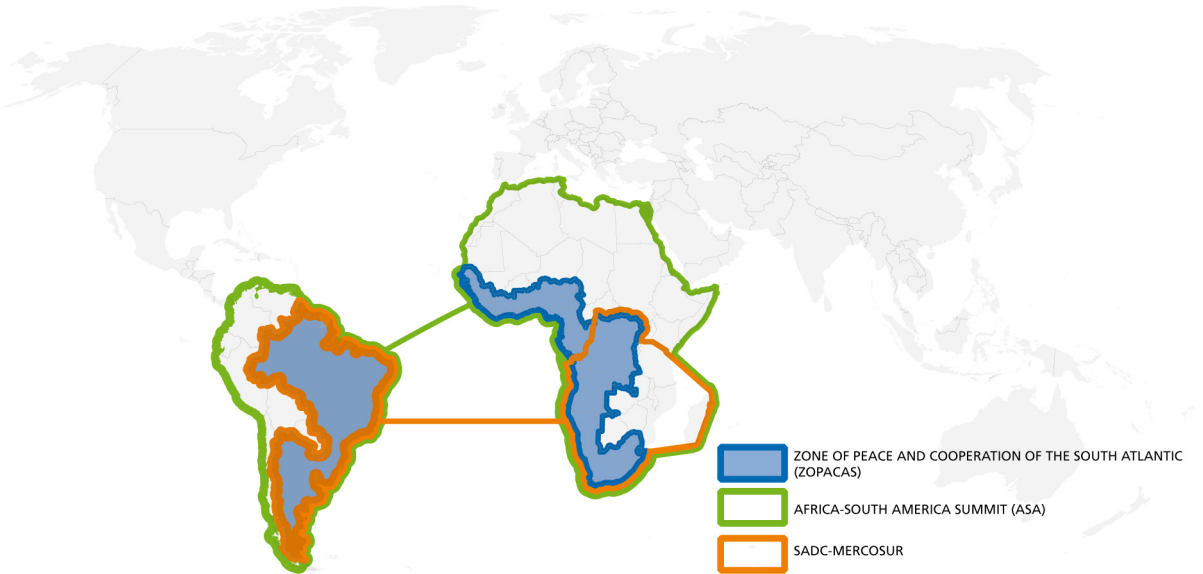 ZONE OF PEACE AND COOPERATION OF THE SOUTH ATLANTIC
(ZOPACAS)
AFRICA-SOUTH AMERICA SUMMIT (ASA)
SADC-MERCOSUR